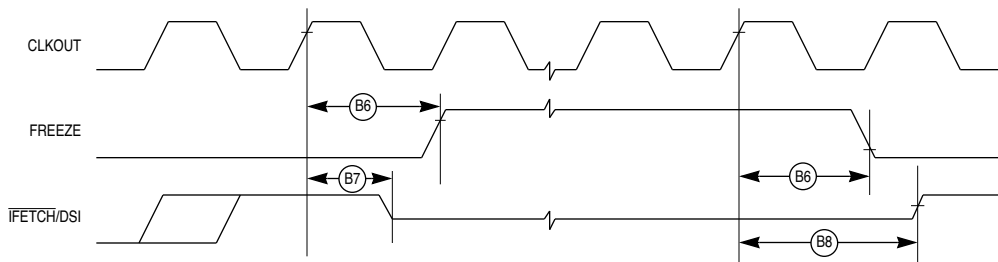 CLKOUT
B6
FREEZE
B7
B6
IFETCH/DSI
B8